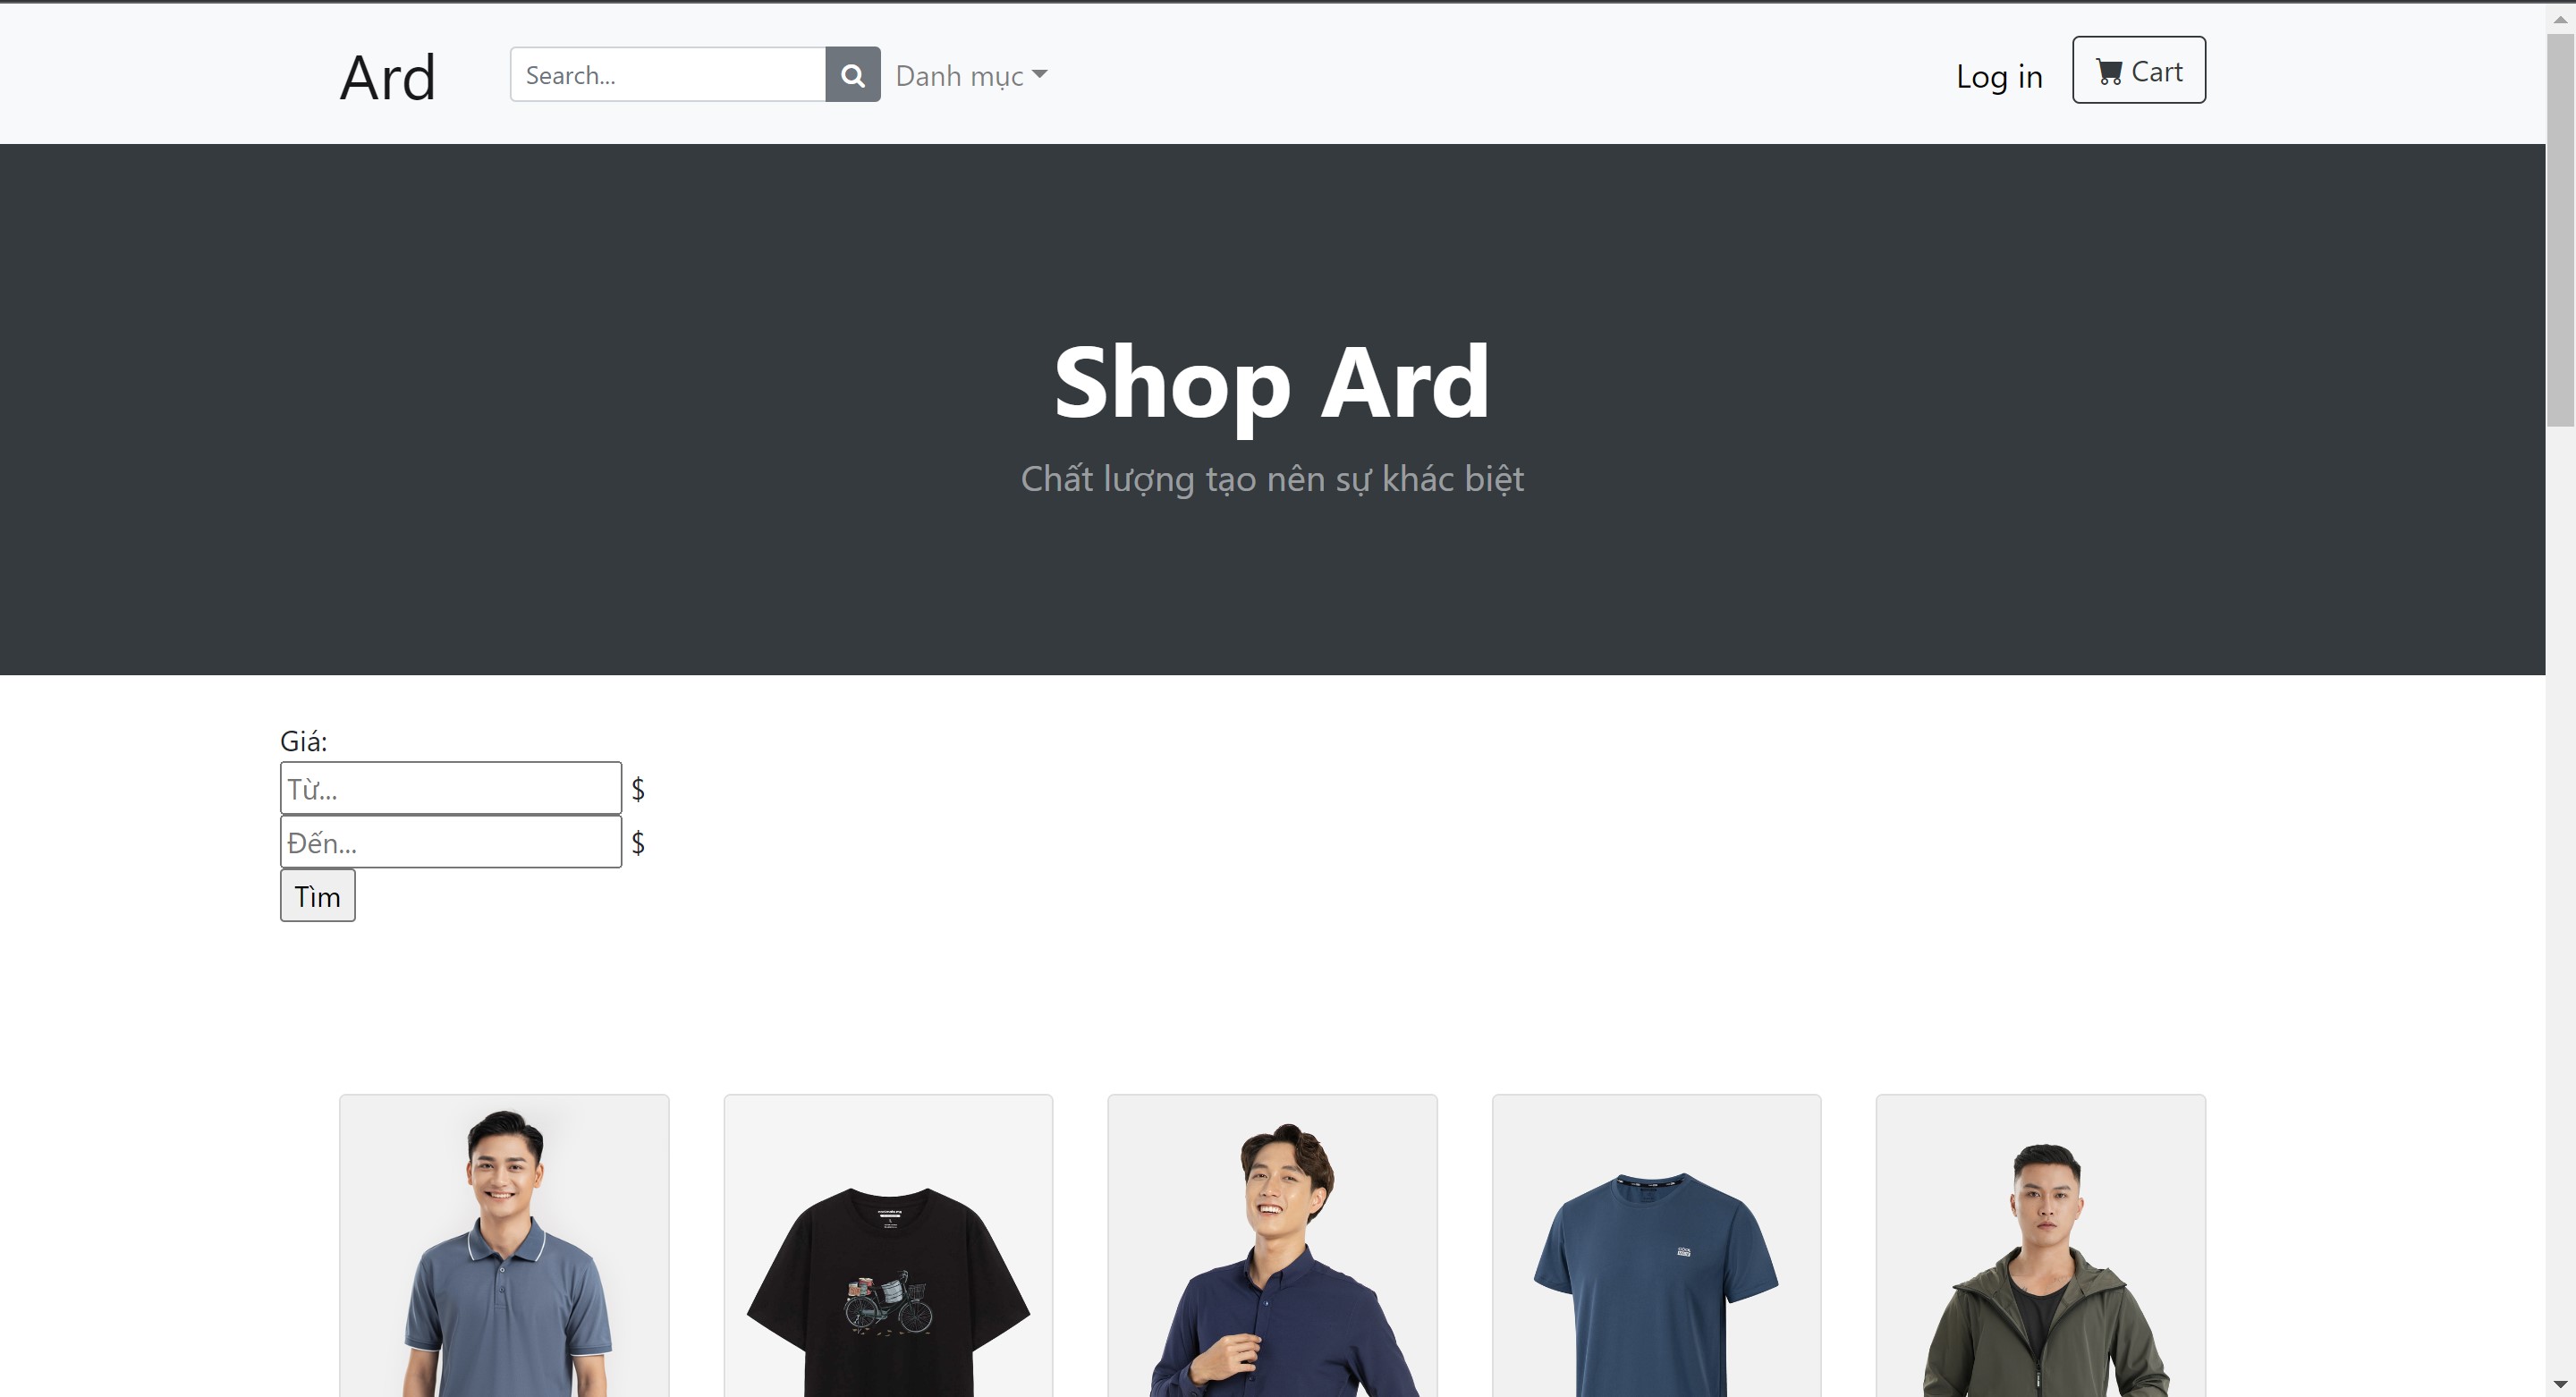 Ard
Search...
Danh mục
Log in
Cart
Shop Ard
Chất lượng tạo nên sự khác biệt
Giá:
Từ... $
Đến... $
Tìm